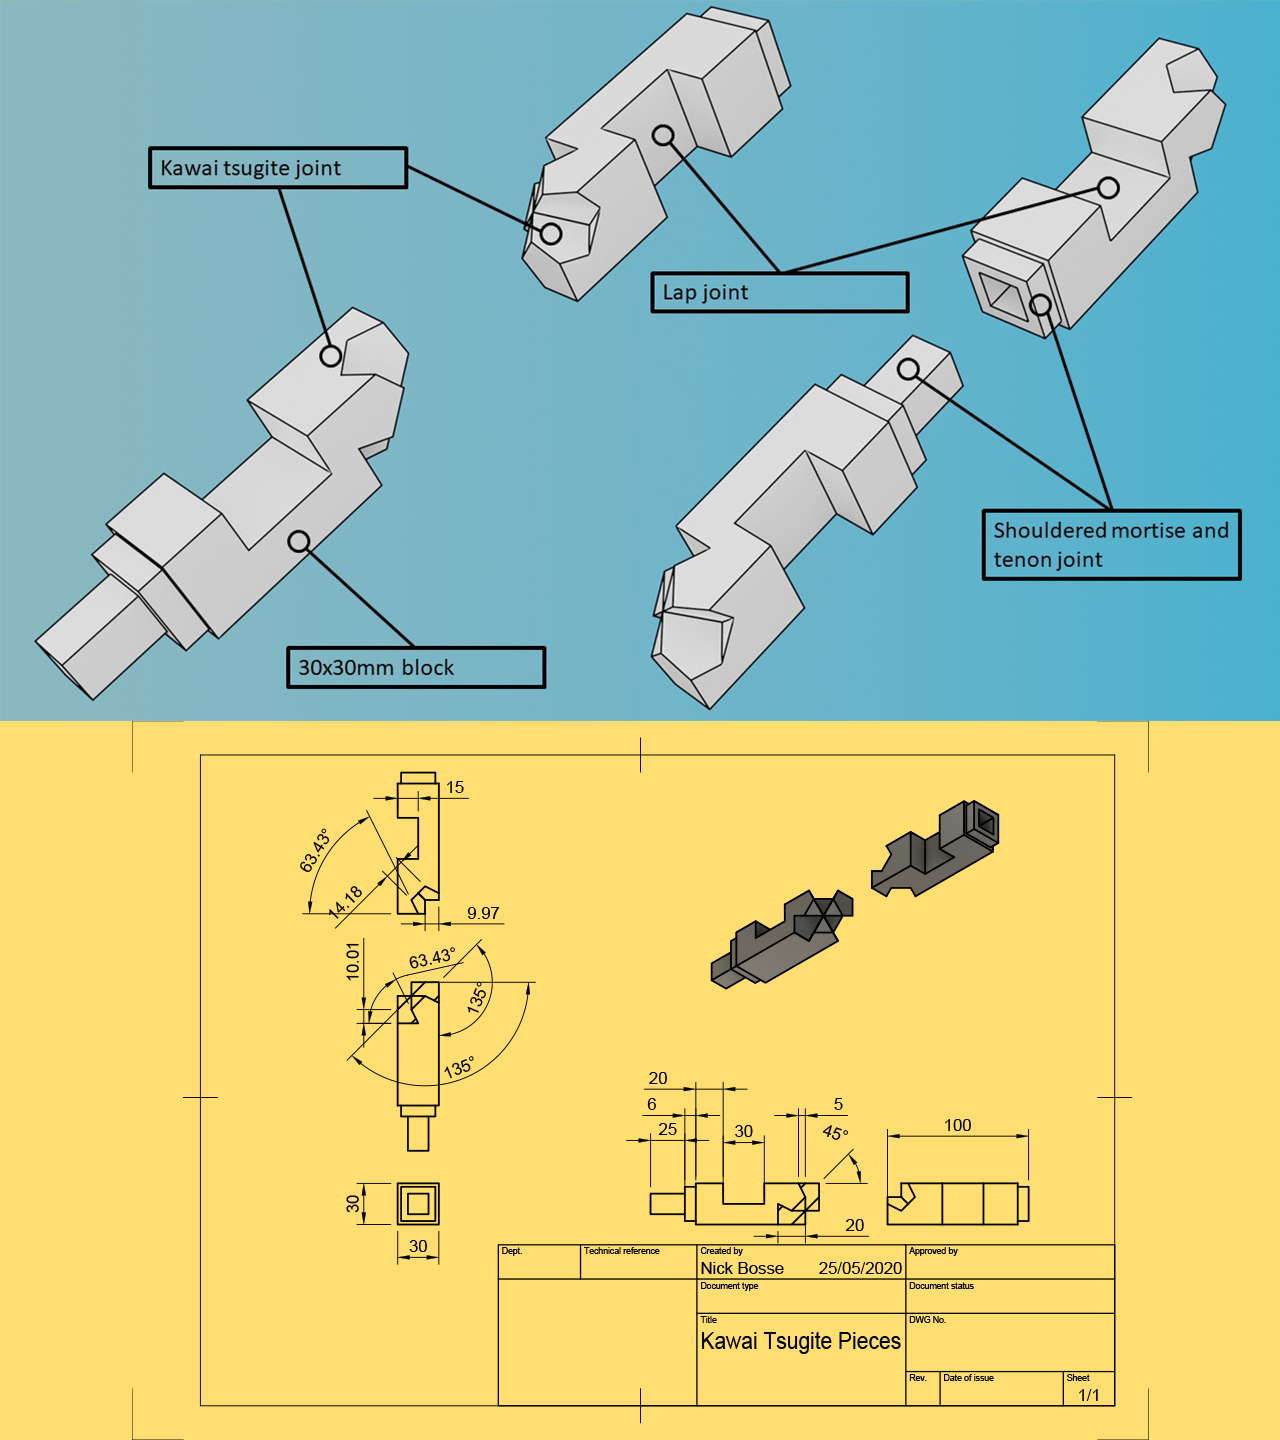 Kawai tsugite joint
Lap joint
Shouldered mortise and
tenon joint
30x30mm block
15
63.43°
14.18
9.97
10.01
63.43°
135°
135°
20
6
25
30
5
45°
100
20
30
30
Dept.
Technical reference
Created by
Nick Bosse 25/05/2020
Approved by
Document type
Document status
Title
Kawai Tsugite Pieces
DWG No.
Rev.
Date of issue
Sheet
1/1